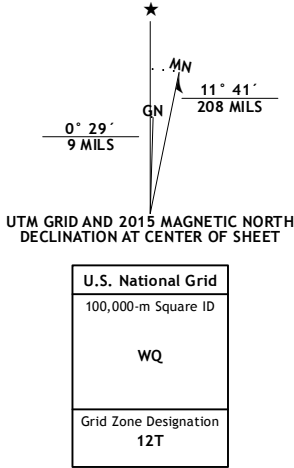 MN
GN
11° 41´
208 MILS
0° 29´
9 MILS
UTM GRID AND 2015 MAGNETIC NORTH
DECLINATION AT CENTER OF SHEET
U.S. National Grid
100,000-m Square ID
WQ
Grid Zone Designation
12T